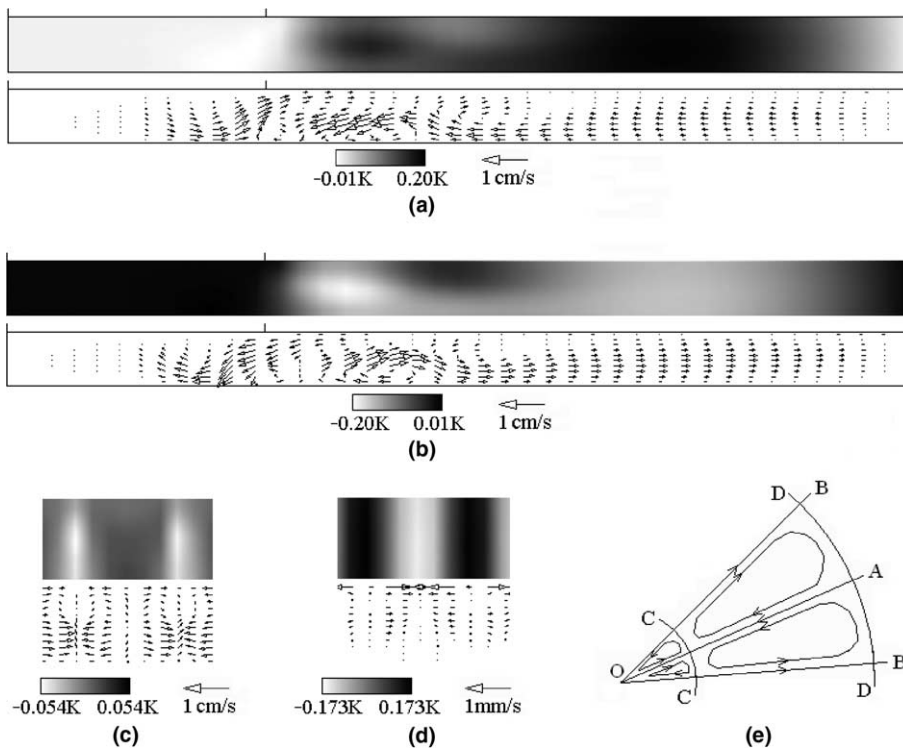 -0.01K 0.20K 1 cm/s
(a)
-0.20K 0.01K 1 cm/s
(b)
-0.054K 0.054K 1 cm/s
(c)
-0.173K 0.173K 1mm/s
(d)
D B
A
C
O
B
C D
(e)